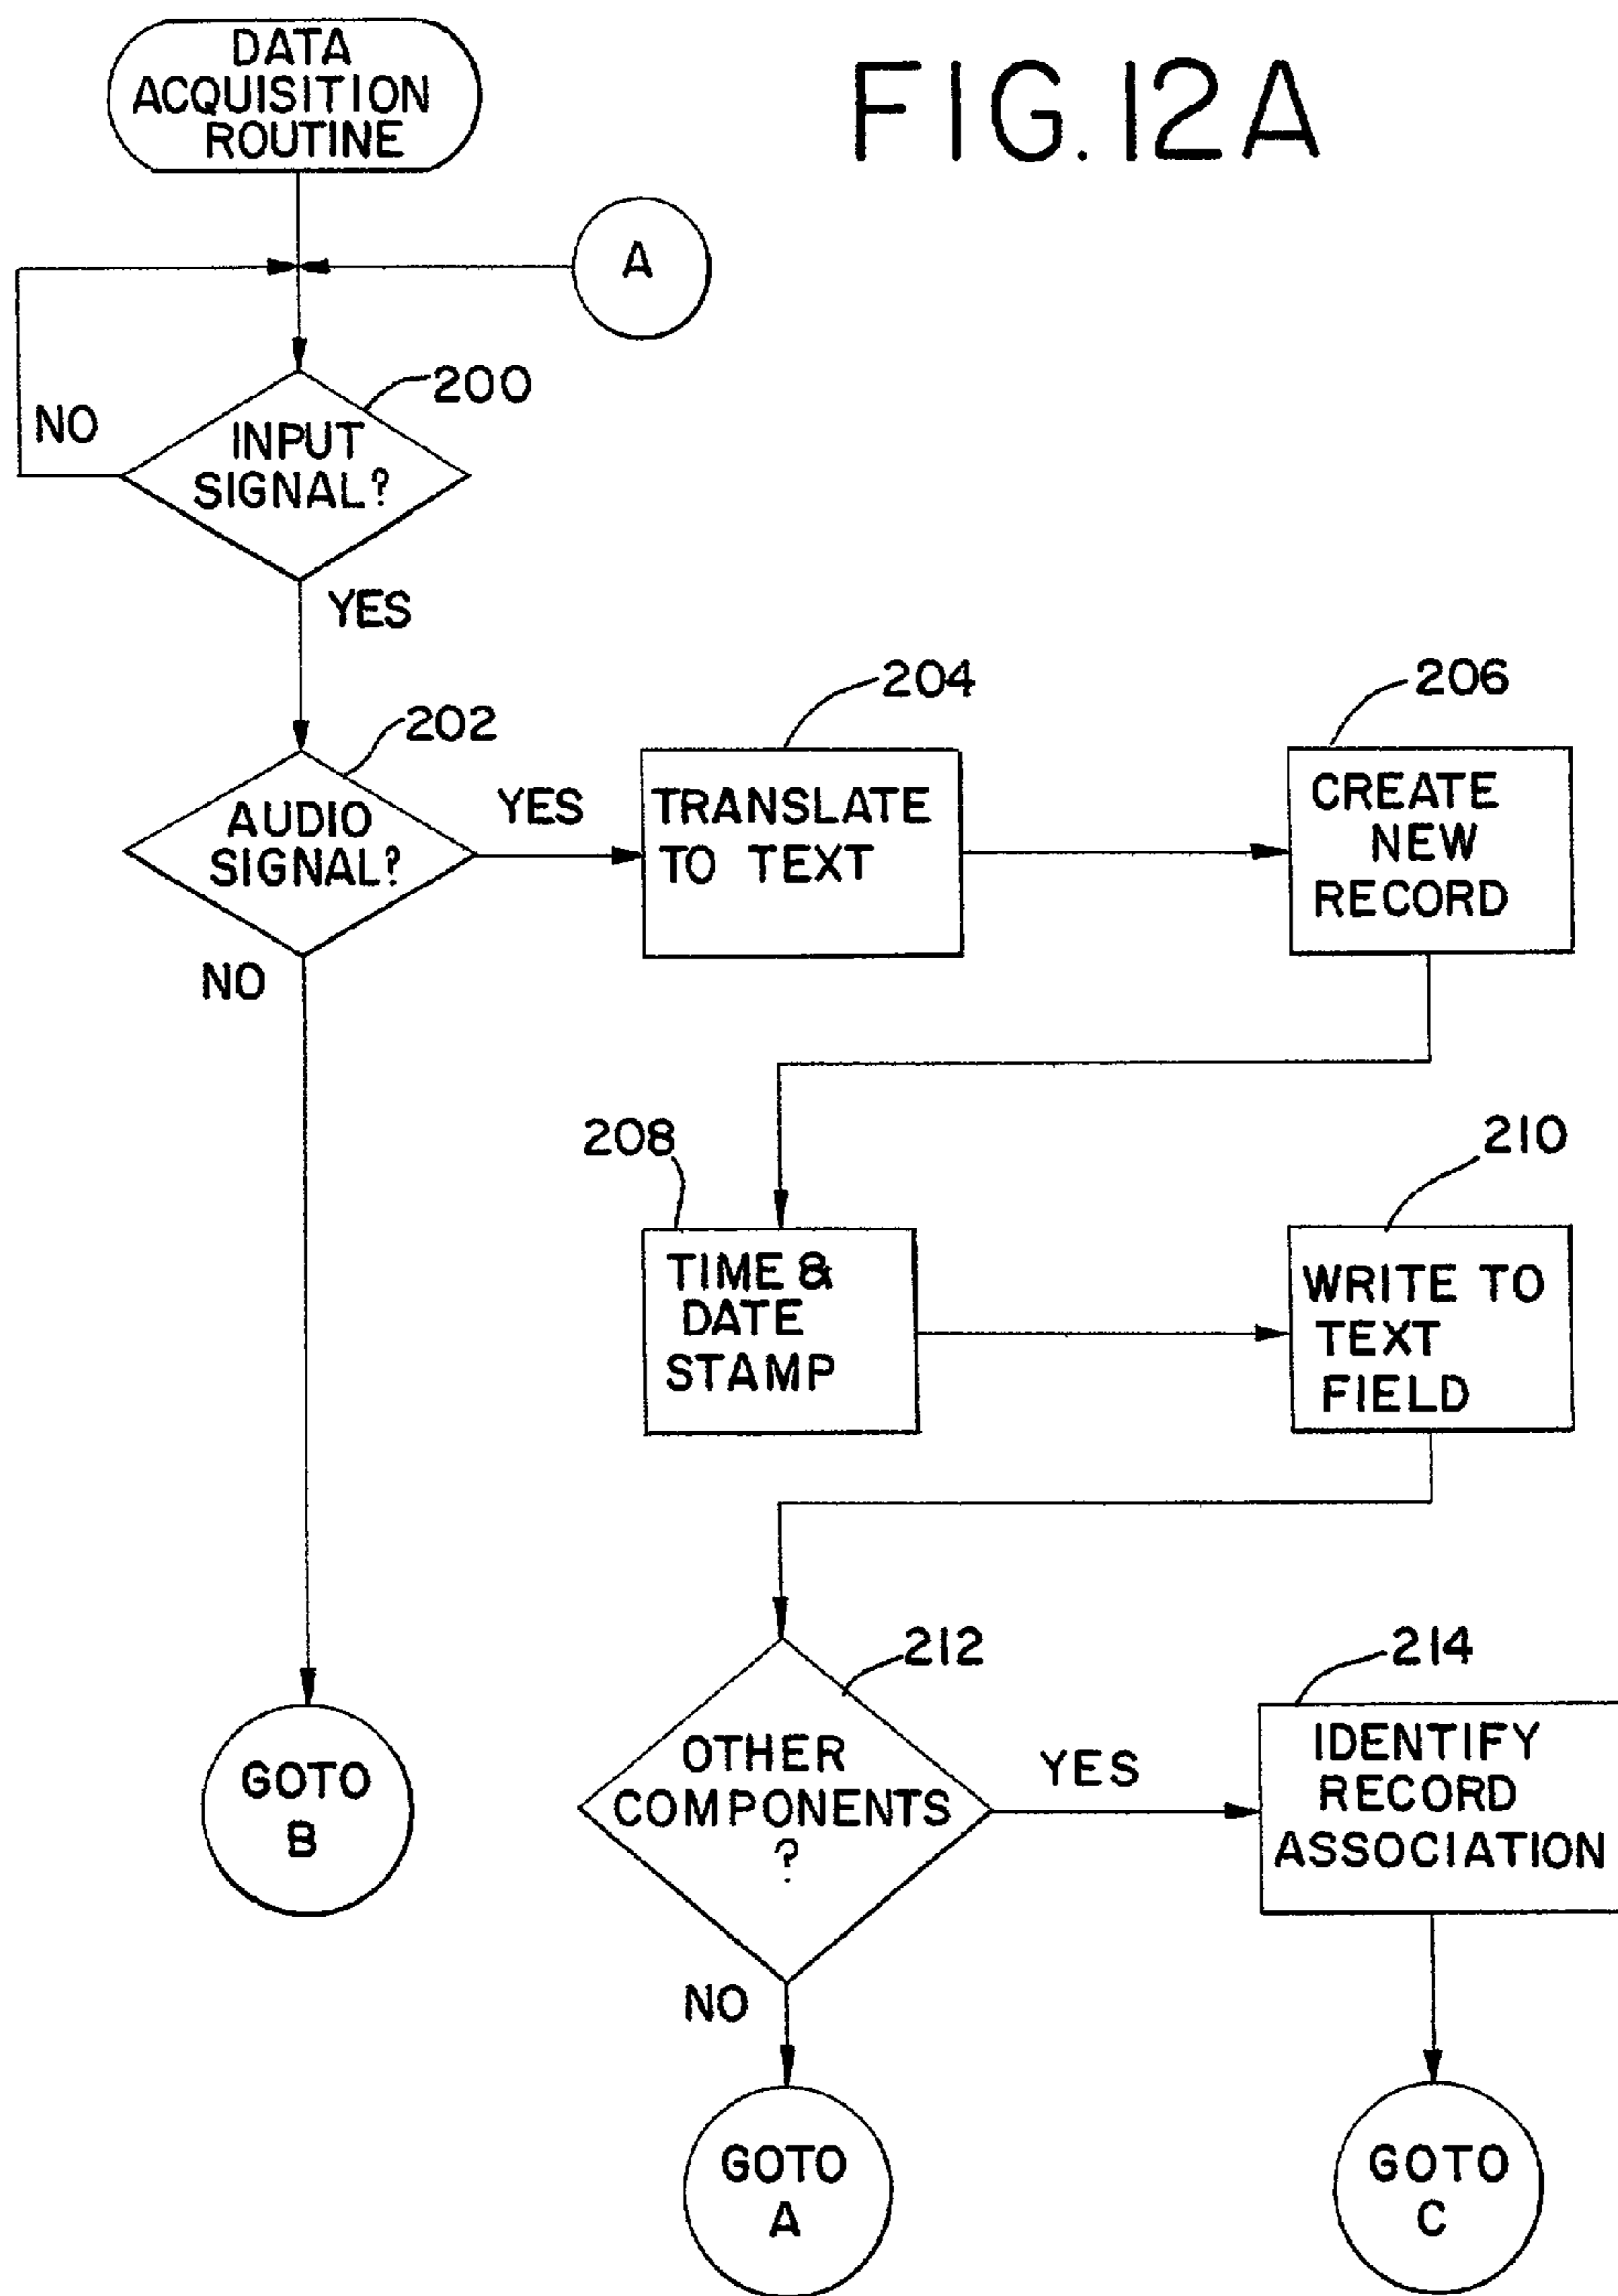 DATA
ACQUISITION
ROUTINE
FIG. 12A
A
200
NO
INPUT
SIGNAL?
YES
202
AUDIO
SIGNAL?
YES
NO
204
TRANSLATE
TO TEXT
206
CREATE
NEW
RECORD
208
TIME &
DATE
STAMP
210
WRITE TO
TEXT
FIELD
212
OTHER
COMPONENTS
?
YES
NO
214
IDENTIFY
RECORD
ASSOCIATION
GOTO
B
GOTO
A
GOTO
C